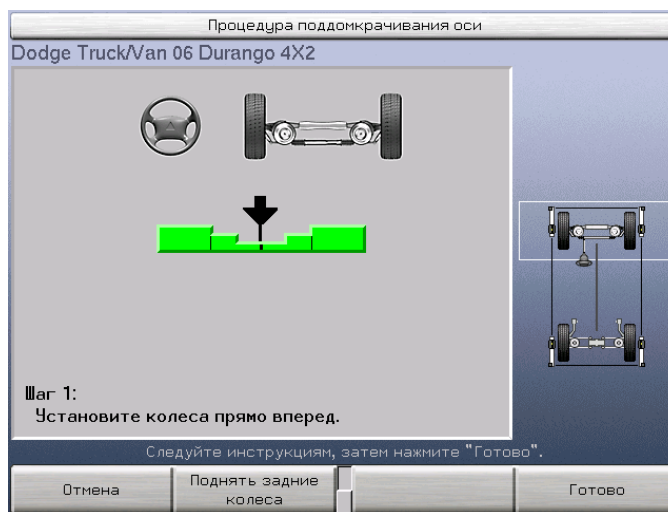 Процедура поддомкрачивания оси
Dodge Truck/Van 06 Durango 4X2
Шаг 1:
Установите колеса прямо вперед.
Следуйте инструкциям, затем нажмите "Готово".
Отмена
Поднять задние
колеса
Готово